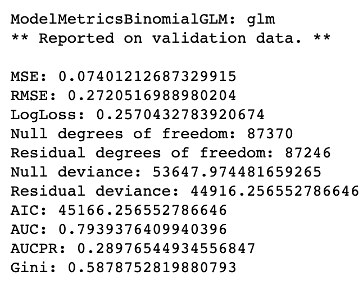 ModelMetricsBinomialGLM: glm
** Reported on validation data. **
MSE: 0.07401212687329915
RMSE: 0.2720516988980204
LogLoss: 0.2570432783920674
Null degrees of freedom: 87370
Residual degrees of freedom: 87246
Null deviance: 53647.974481659265
Residual deviance: 44916.256552786646
AIC: 45166.256552786646
AUC: 0.7939376409940396
AUCPR: 0.28976544934556847
Gini: 0.5878752819880793